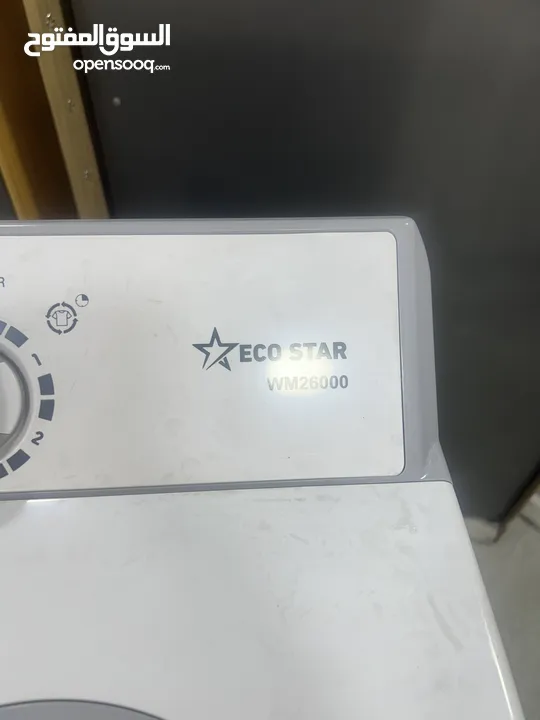 السوق المفتوح
opensooq.com
R
1
2
ECO STAR
WM26000